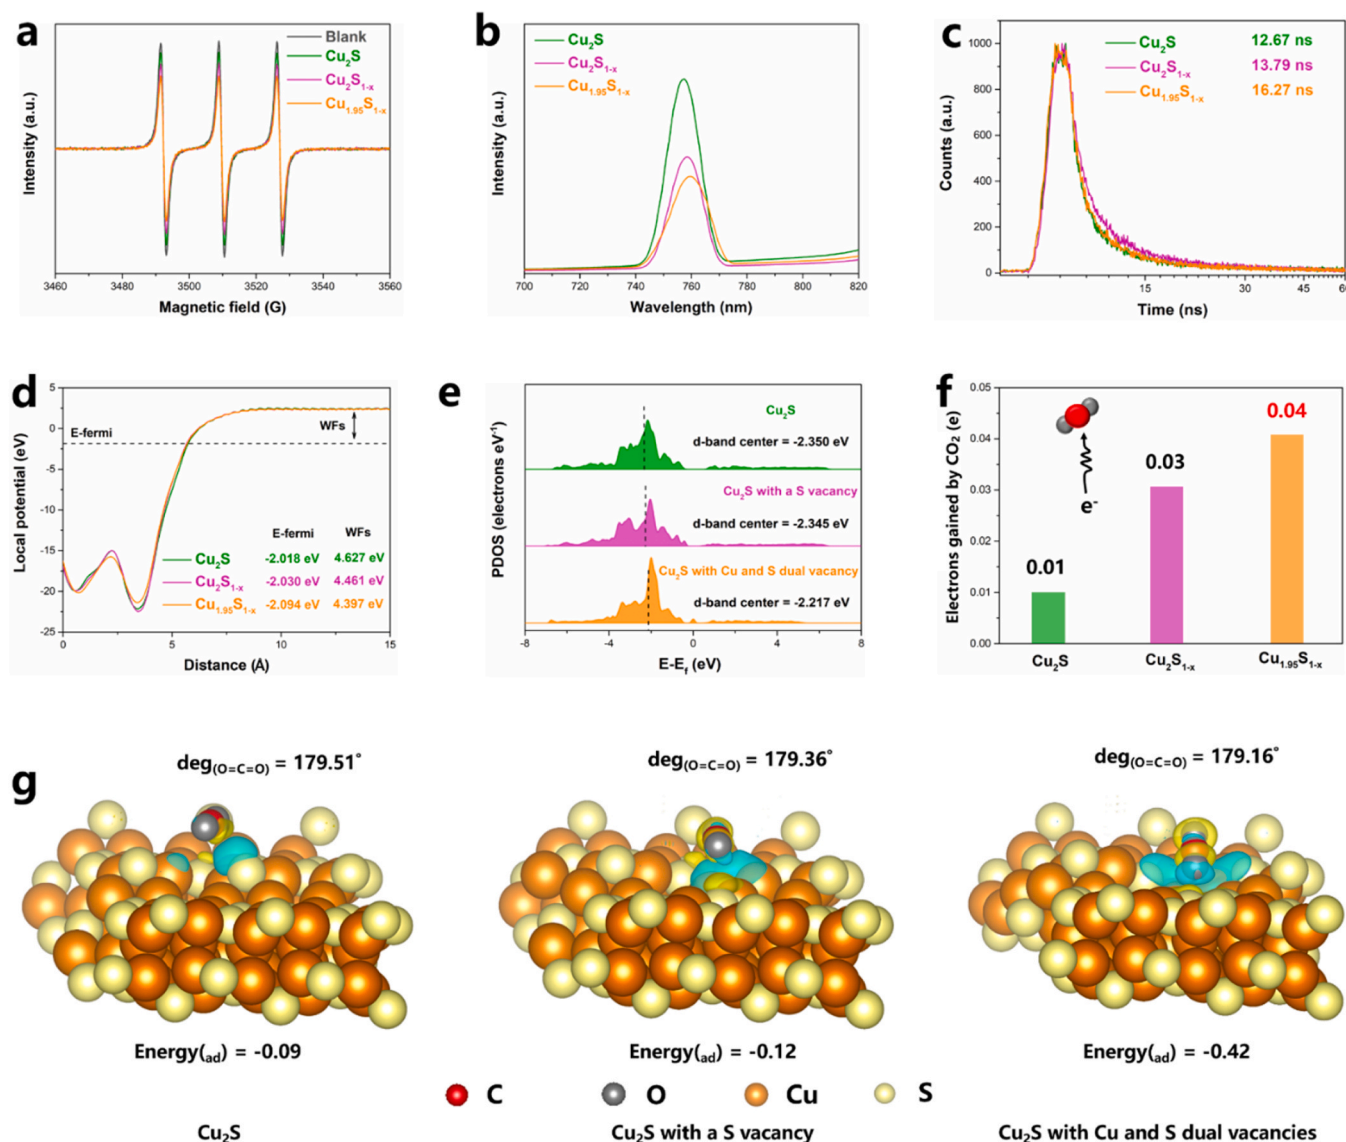 a
Blank
Cu₂S
Cu₂S₁₋ₓ
Cu₁.₉₅S₁₋ₓ
Intensity (a.u.)
3460 3480 3500 3520 3540 3560
Magnetic field (G)
b
Cu₂S
Cu₂S₁₋ₓ
Cu₁.₉₅S₁₋ₓ
Intensity (a.u.)
700 720 740 760 780 800 820
Wavelength (nm)
c
Cu₂S 12.67 ns
Cu₂S₁₋ₓ 13.79 ns
Cu₁.₉₅S₁₋ₓ 16.27 ns
Counts (a.u.)
1000
800
600
400
200
0
15 30 45
Time (ns)
d
Local potential (eV)
5
0
-5
-10
-15
-20
-25
E-fermi
WFs
E-fermi WFs
Cu₂S -2.018 eV 4.627 eV
Cu₂S₁₋ₓ -2.030 eV 4.461 eV
Cu₁.₉₅S₁₋ₓ -2.094 eV 4.397 eV
0 5 10 15
Distance (Å)
e
PDOS (electrons eV⁻¹)
Cu₂S
d-band center = -2.350 eV
Cu₂S with a S vacancy
d-band center = -2.345 eV
Cu₂S with Cu and S dual vacancy
d-band center = -2.217 eV
-8 -4 0 4 8
E-Ef (eV)
f
Electrons gained by CO₂ (e)
0.05
0.04
0.03
0.02
0.01
0.00
e⁻
0.01
0.03
0.04
Cu₂S Cu₂S₁₋ₓ Cu₁.₉₅S₁₋ₓ
g
deg(O=C=O) = 179.51°
deg(O=C=O) = 179.36°
deg(O=C=O) = 179.16°
Energy(ad) = -0.09
Energy(ad) = -0.12
Energy(ad) = -0.42
C O Cu S
Cu₂S
Cu₂S with a S vacancy
Cu₂S with Cu and S dual vacancies